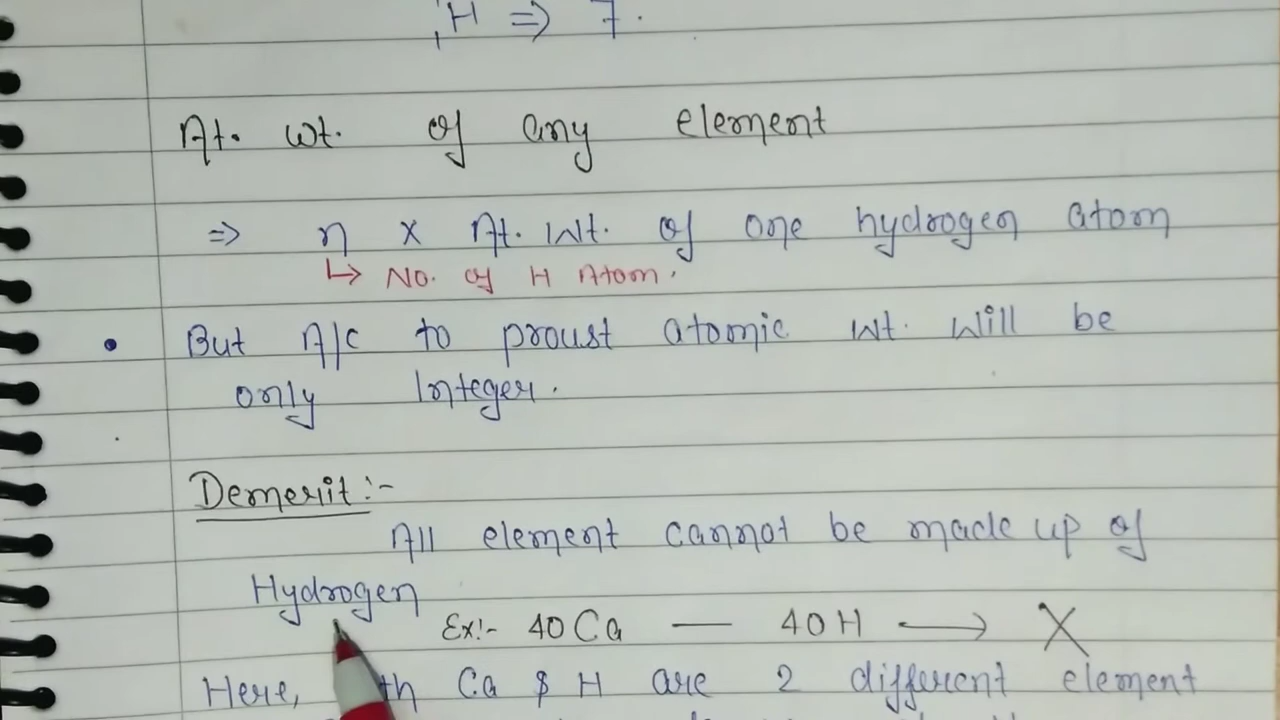 ₁H ⇒ 7.
At. wt. of any element
⇒ n x At. Wt. of one hydrogen atom
↳ No. of H Atom.
• But A/c to proust atomic wt. will be
only Integer.
Demerit :-
All element cannot be made up of
Hydrogen
Ex:- 40 Ca — 40 H ⟶ X
Here, Ca & H are 2 different element